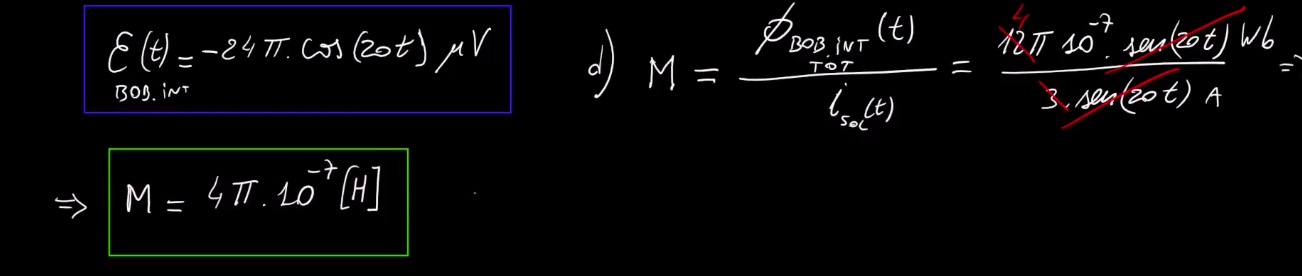 ε(t) = -24π. cos(20t) μV
BOB.INT
d) M = ϕ BOB.INT TOT (t) / i soc (t) = 12π 10^-7 . sen(20t) Wb / 3 . sen(20t) A =>
4
=> M = 4π . 10^-7 [H]